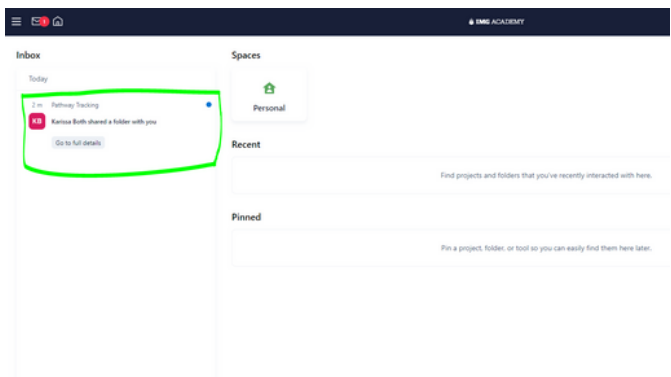 1
IMG ACADEMY
Inbox
Today
2 m Pathway Tracking
KB Karissa Both shared a folder with you
Go to full details
Spaces
Personal
Recent
Find projects and folders that you've recently interacted with here.
Pinned
Pin a project, folder, or tool so you can easily find them here later.